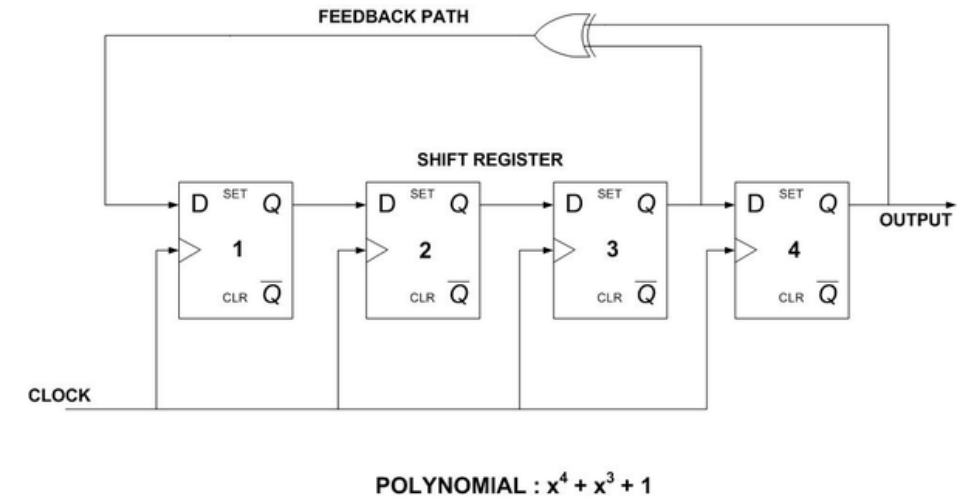 FEEDBACK PATH
SHIFT REGISTER
D SET Q D SET Q D SET Q D SET Q
OUTPUT
1 2 3 4
CLR Q̅ CLR Q̅ CLR Q̅ CLR Q̅
CLOCK
POLYNOMIAL : x⁴ + x³ + 1